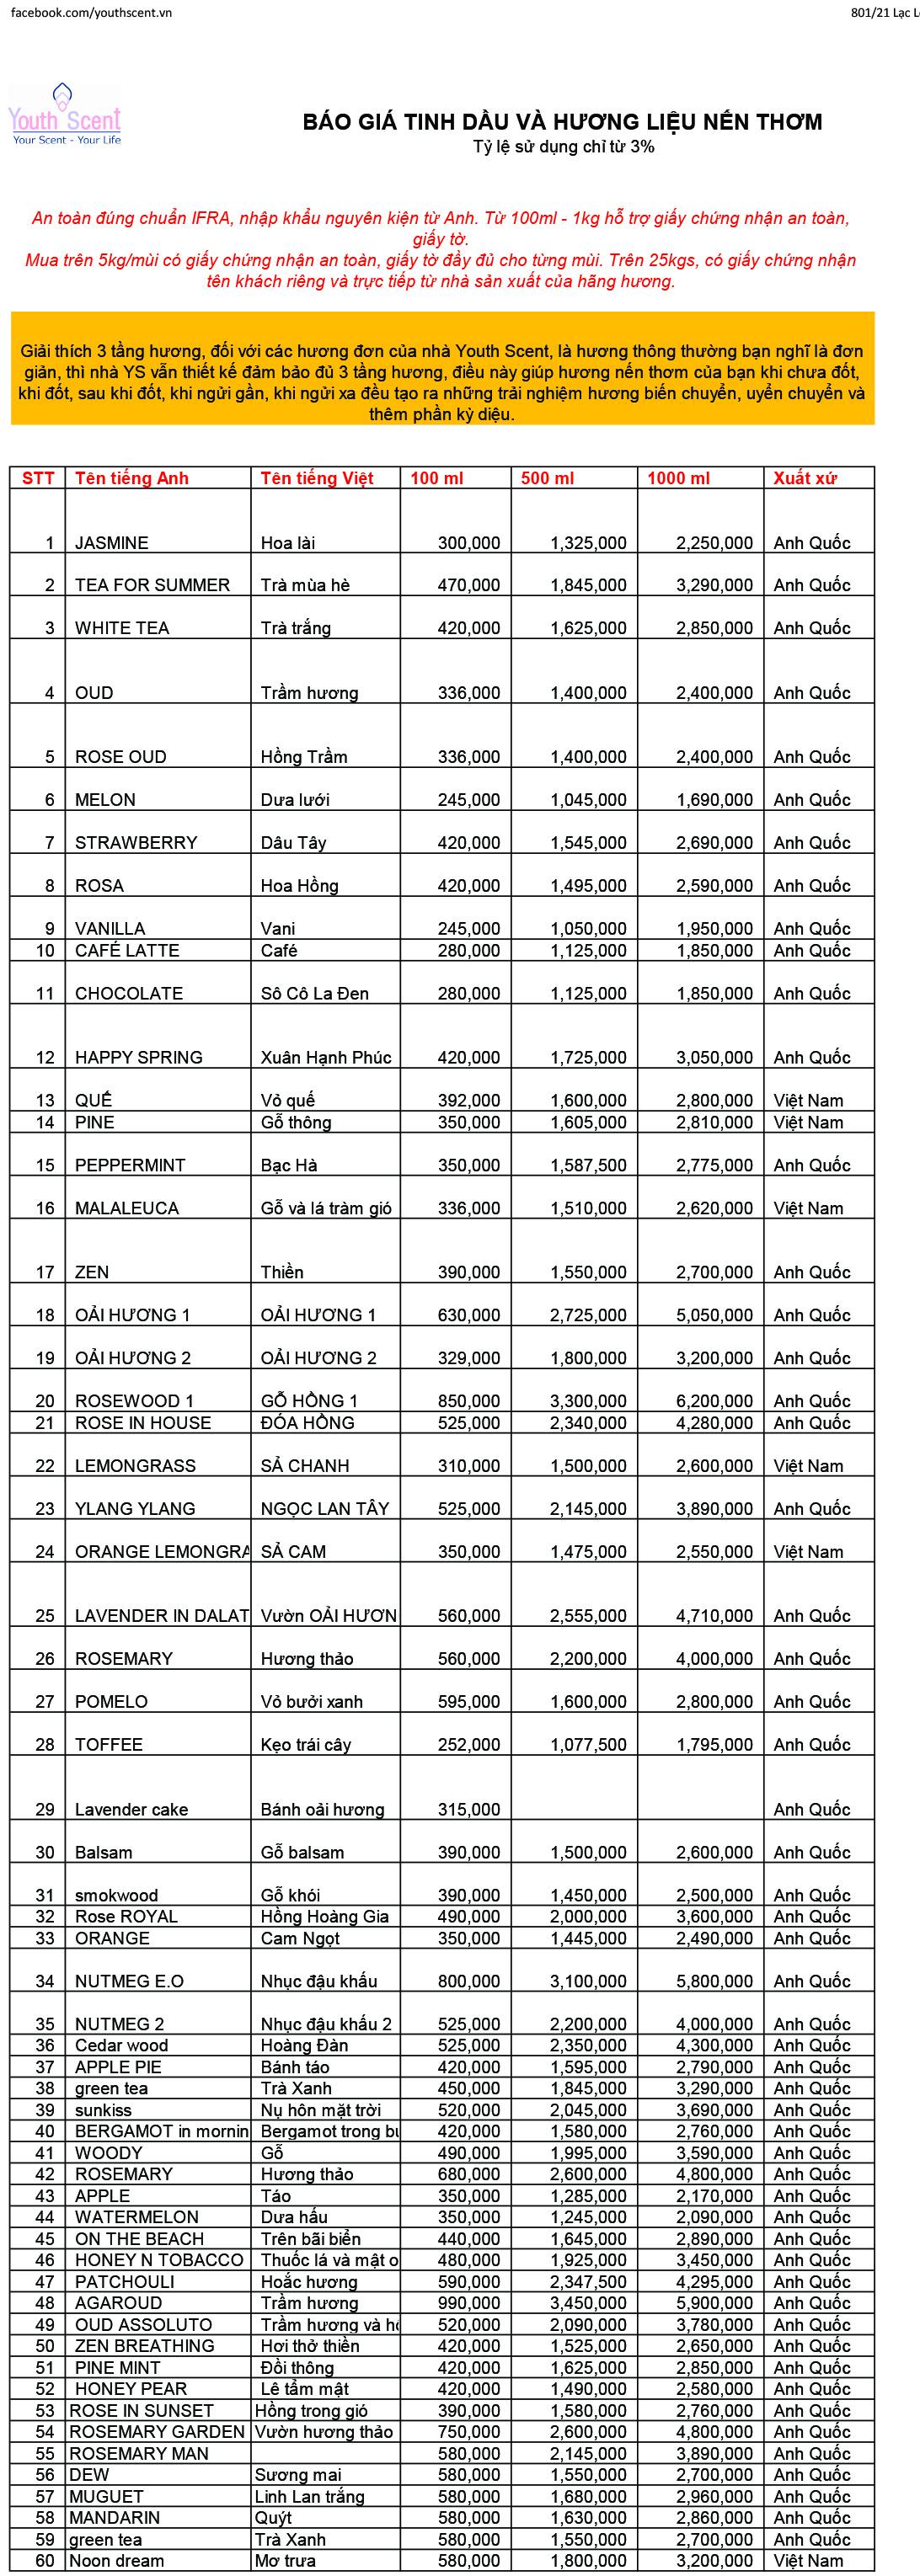 facebook.com/youthscent.vn 801/21 Lạc L
Youth Scent
Your Scent - Your Life
BÁO GIÁ TINH DẦU VÀ HƯƠNG LIỆU NẾN THƠM
Tỷ lệ sử dụng chỉ từ 3%
An toàn đúng chuẩn IFRA, nhập khẩu nguyên kiện từ Anh. Từ 100ml - 1kg hỗ trợ giấy chứng nhận an toàn,
giấy tờ.
Mua trên 5kg/mùi có giấy chứng nhận an toàn, giấy tờ đầy đủ cho từng mùi. Trên 25kgs, có giấy chứng nhận
tên khách riêng và trực tiếp từ nhà sản xuất của hãng hương.
Giải thích 3 tầng hương, đối với các hương đơn của nhà Youth Scent, là hương thông thường bạn nghĩ là đơn
giản, thì nhà YS vẫn thiết kế đảm bảo đủ 3 tầng hương, điều này giúp hương nến thơm của bạn khi chưa đốt,
khi đốt, sau khi đốt, khi ngửi gần, khi ngửi xa đều tạo ra những trải nghiệm hương biến chuyển, uyển chuyển và
thêm phần kỳ diệu.
STT Tên tiếng Anh Tên tiếng Việt 100 ml 500 ml 1000 ml Xuất xứ
1 JASMINE Hoa lài 300,000 1,325,000 2,250,000 Anh Quốc
2 TEA FOR SUMMER Trà mùa hè 470,000 1,845,000 3,290,000 Anh Quốc
3 WHITE TEA Trà trắng 420,000 1,625,000 2,850,000 Anh Quốc
4 OUD Trầm hương 336,000 1,400,000 2,400,000 Anh Quốc
5 ROSE OUD Hồng Trầm 336,000 1,400,000 2,400,000 Anh Quốc
6 MELON Dưa lưới 245,000 1,045,000 1,690,000 Anh Quốc
7 STRAWBERRY Dâu Tây 420,000 1,545,000 2,690,000 Anh Quốc
8 ROSA Hoa Hồng 420,000 1,495,000 2,590,000 Anh Quốc
9 VANILLA Vani 245,000 1,050,000 1,950,000 Anh Quốc
10 CAFÉ LATTE Café 280,000 1,125,000 1,850,000 Anh Quốc
11 CHOCOLATE Sô Cô La Đen 280,000 1,125,000 1,850,000 Anh Quốc
12 HAPPY SPRING Xuân Hạnh Phúc 420,000 1,725,000 3,050,000 Anh Quốc
13 QUẾ Vỏ quế 392,000 1,600,000 2,800,000 Việt Nam
14 PINE Gỗ thông 350,000 1,605,000 2,810,000 Việt Nam
15 PEPPERMINT Bạc Hà 350,000 1,587,500 2,775,000 Anh Quốc
16 MALALEUCA Gỗ và lá tràm gió 336,000 1,510,000 2,620,000 Việt Nam
17 ZEN Thiền 390,000 1,550,000 2,700,000 Anh Quốc
18 OẢI HƯƠNG 1 OẢI HƯƠNG 1 630,000 2,725,000 5,050,000 Anh Quốc
19 OẢI HƯƠNG 2 OẢI HƯƠNG 2 329,000 1,800,000 3,200,000 Anh Quốc
20 ROSEWOOD 1 GỖ HỒNG 1 850,000 3,300,000 6,200,000 Anh Quốc
21 ROSE IN HOUSE ĐÓA HỒNG 525,000 2,340,000 4,280,000 Anh Quốc
22 LEMONGRASS SẢ CHANH 310,000 1,500,000 2,600,000 Việt Nam
23 YLANG YLANG NGỌC LAN TÂY 525,000 2,145,000 3,890,000 Anh Quốc
24 ORANGE LEMONGRA SẢ CAM 350,000 1,475,000 2,550,000 Việt Nam
25 LAVENDER IN DALAT Vườn OẢI HƯƠN 560,000 2,555,000 4,710,000 Anh Quốc
26 ROSEMARY Hương thảo 560,000 2,200,000 4,000,000 Anh Quốc
27 POMELO Vỏ bưởi xanh 595,000 1,600,000 2,800,000 Anh Quốc
28 TOFFEE Kẹo trái cây 252,000 1,077,500 1,795,000 Anh Quốc
29 Lavender cake Bánh oải hương 315,000 Anh Quốc
30 Balsam Gỗ balsam 390,000 1,500,000 2,600,000 Anh Quốc
31 smokwood Gỗ khói 390,000 1,450,000 2,500,000 Anh Quốc
32 Rose ROYAL Hồng Hoàng Gia 490,000 2,000,000 3,600,000 Anh Quốc
33 ORANGE Cam Ngọt 350,000 1,445,000 2,490,000 Anh Quốc
34 NUTMEG E.O Nhục đậu khấu 800,000 3,100,000 5,800,000 Anh Quốc
35 NUTMEG 2 Nhục đậu khấu 2 525,000 2,200,000 4,000,000 Anh Quốc
36 Cedar wood Hoàng Đàn 525,000 2,350,000 4,300,000 Anh Quốc
37 APPLE PIE Bánh táo 420,000 1,595,000 2,790,000 Anh Quốc
38 green tea Trà Xanh 450,000 1,845,000 3,290,000 Anh Quốc
39 sunkiss Nụ hôn mặt trời 520,000 2,045,000 3,690,000 Anh Quốc
40 BERGAMOT in mornin Bergamot trong bu 420,000 1,580,000 2,760,000 Anh Quốc
41 WOODY Gỗ 490,000 1,995,000 3,590,000 Anh Quốc
42 ROSEMARY Hương thảo 680,000 2,600,000 4,800,000 Anh Quốc
43 APPLE Táo 350,000 1,285,000 2,170,000 Anh Quốc
44 WATERMELON Dưa hấu 350,000 1,245,000 2,090,000 Anh Quốc
45 ON THE BEACH Trên bãi biển 440,000 1,645,000 2,890,000 Anh Quốc
46 HONEY N TOBACCO Thuốc lá và mật o 480,000 1,925,000 3,450,000 Anh Quốc
47 PATCHOULI Hoắc hương 590,000 2,347,500 4,295,000 Anh Quốc
48 AGAROUD Trầm hương 990,000 3,450,000 5,900,000 Anh Quốc
49 OUD ASSOLUTO Trầm hương và hổ 520,000 2,090,000 3,780,000 Anh Quốc
50 ZEN BREATHING Hơi thở thiền 420,000 1,525,000 2,650,000 Anh Quốc
51 PINE MINT Đồi thông 420,000 1,625,000 2,850,000 Anh Quốc
52 HONEY PEAR Lê tẩm mật 420,000 1,490,000 2,580,000 Anh Quốc
53 ROSE IN SUNSET Hồng trong gió 390,000 1,580,000 2,760,000 Anh Quốc
54 ROSEMARY GARDEN Vườn hương thảo 750,000 2,600,000 4,800,000 Anh Quốc
55 ROSEMARY MAN 580,000 2,145,000 3,890,000 Anh Quốc
56 DEW Sương mai 580,000 1,550,000 2,700,000 Anh Quốc
57 MUGUET Linh Lan trắng 580,000 1,680,000 2,960,000 Anh Quốc
58 MANDARIN Quýt 580,000 1,630,000 2,860,000 Anh Quốc
59 green tea Trà Xanh 580,000 1,550,000 2,700,000 Anh Quốc
60 Noon dream Mơ trưa 580,000 1,800,000 3,200,000 Việt Nam